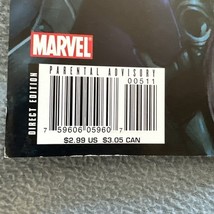 MARVEL
PARENTAL ADVISORY
00511
DIRECT EDITION
7 59606 05960 7
$2.99 US $3.05 CAN